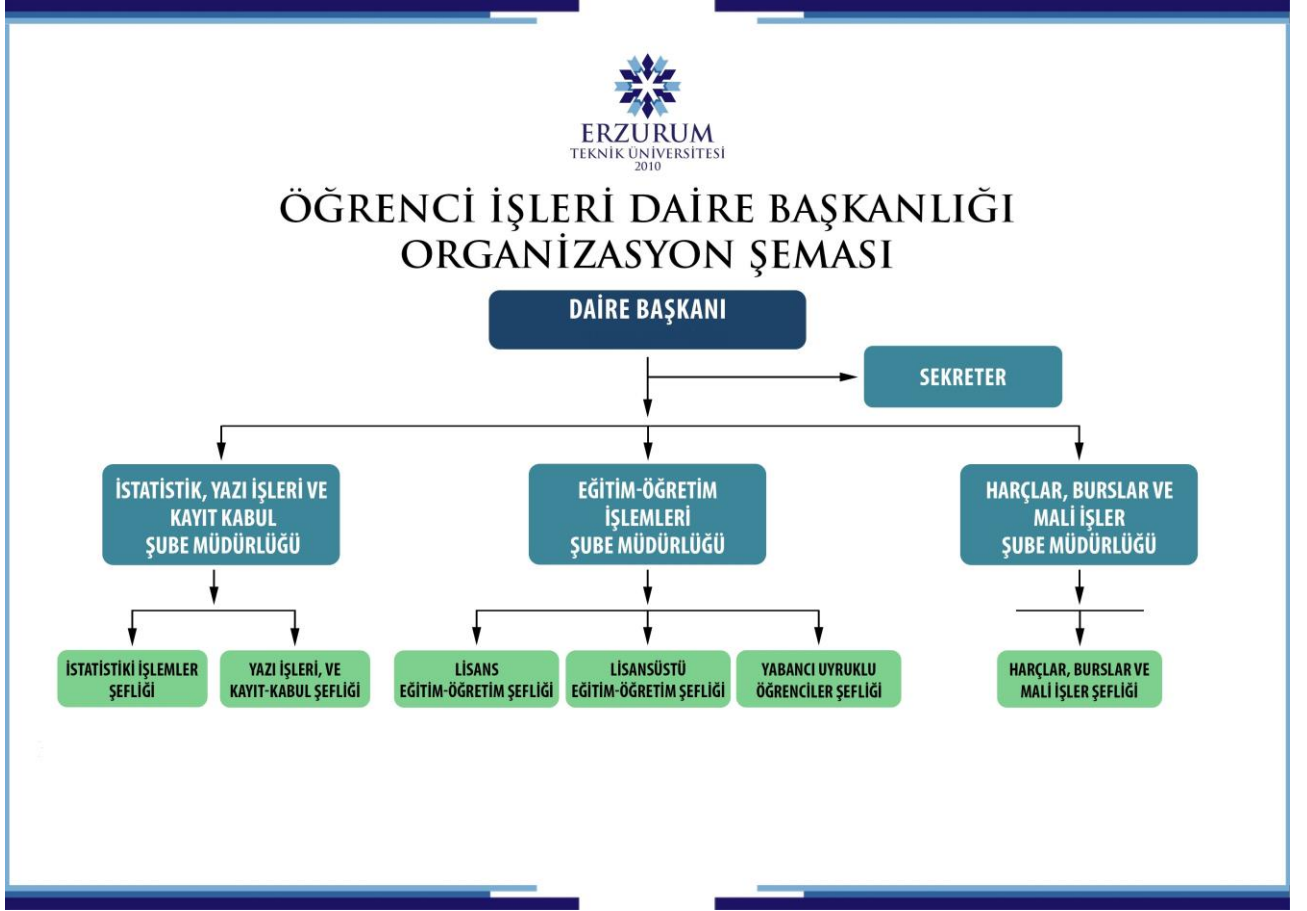 ERZURUM
TEKNİK ÜNİVERSİTESİ
2010
ÖĞRENCİ İŞLERİ DAİRE BAŞKANLIĞI
ORGANİZASYON ŞEMASI
DAİRE BAŞKANI
SEKRETER
İSTATİSTİK, YAZI İŞLERİ VE
KAYIT KABUL
ŞUBE MÜDÜRLÜĞÜ
EĞİTİM-ÖĞRETİM
İŞLEMLERİ
ŞUBE MÜDÜRLÜĞÜ
HARÇLAR, BURSLAR VE
MALİ İŞLER
ŞUBE MÜDÜRLÜĞÜ
İSTATİSTİKİ İŞLEMLER
ŞEFLİĞİ
YAZI İŞLERİ, VE
KAYIT-KABUL ŞEFLİĞİ
LİSANS
EĞİTİM-ÖĞRETİM ŞEFLİĞİ
LİSANSÜSTÜ
EĞİTİM-ÖĞRETİM ŞEFLİĞİ
YABANCI UYRUKLU
ÖĞRENCİLER ŞEFLİĞİ
HARÇLAR, BURSLAR VE
MALİ İŞLER ŞEFLİĞİ